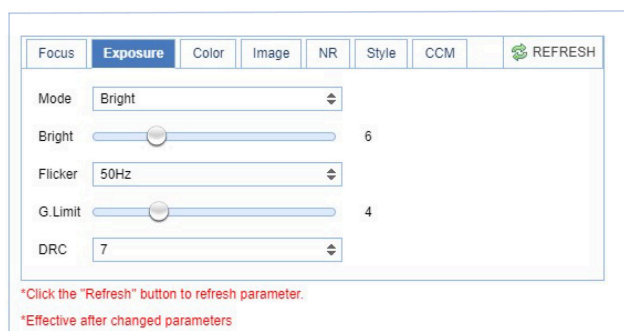 Focus Exposure Color Image NR Style CCM REFRESH
Mode Bright
Bright 6
Flicker 50Hz
G.Limit 4
DRC 7
*Click the "Refresh" button to refresh parameter.
*Effective after changed parameters